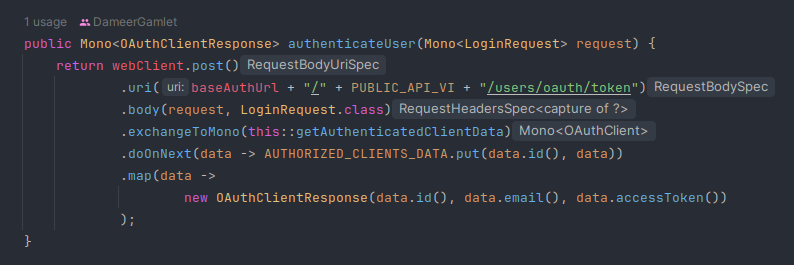 1 usage DameerGamlet
public Mono<OAuthClientResponse> authenticateUser(Mono<LoginRequest> request) {
return webClient.post() RequestBodyUriSpec
.uri( uri: baseAuthUrl + "/" + PUBLIC_API_VI + "/users/oauth/token") RequestBodySpec
.body(request, LoginRequest.class) RequestHeadersSpec<capture of ?>
.exchangeToMono(this::getAuthenticatedClientData) Mono<OAuthClient>
.doOnNext(data -> AUTHORIZED_CLIENTS_DATA.put(data.id(), data))
.map(data ->
new OAuthClientResponse(data.id(), data.email(), data.accessToken())
);
}